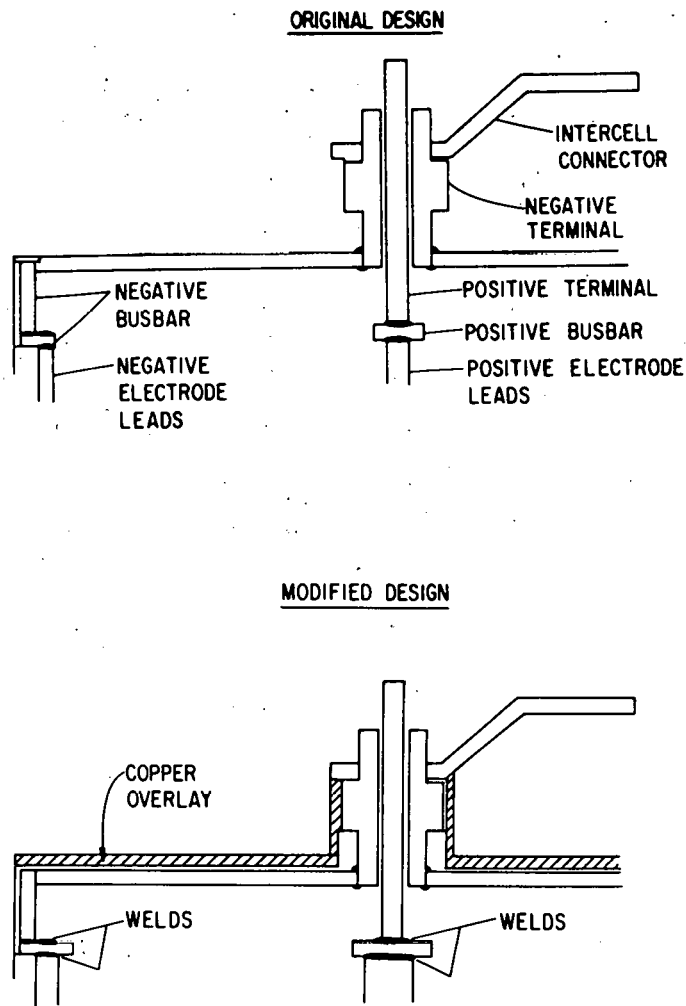 ORIGINAL DESIGN
INTERCELL
CONNECTOR
NEGATIVE
TERMINAL
NEGATIVE
BUSBAR
POSITIVE TERMINAL
POSITIVE BUSBAR
NEGATIVE
ELECTRODE
LEADS
POSITIVE ELECTRODE
LEADS
MODIFIED DESIGN
COPPER
OVERLAY
WELDS
WELDS